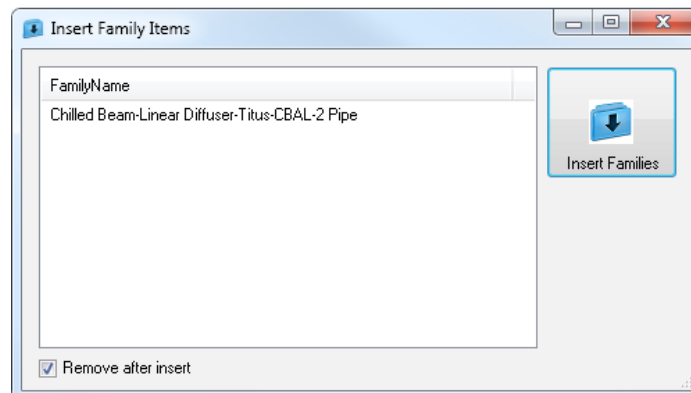 Insert Family Items
FamilyName
Chilled Beam-Linear Diffuser-Titus-CBAL-2 Pipe
Insert Families
Remove after insert